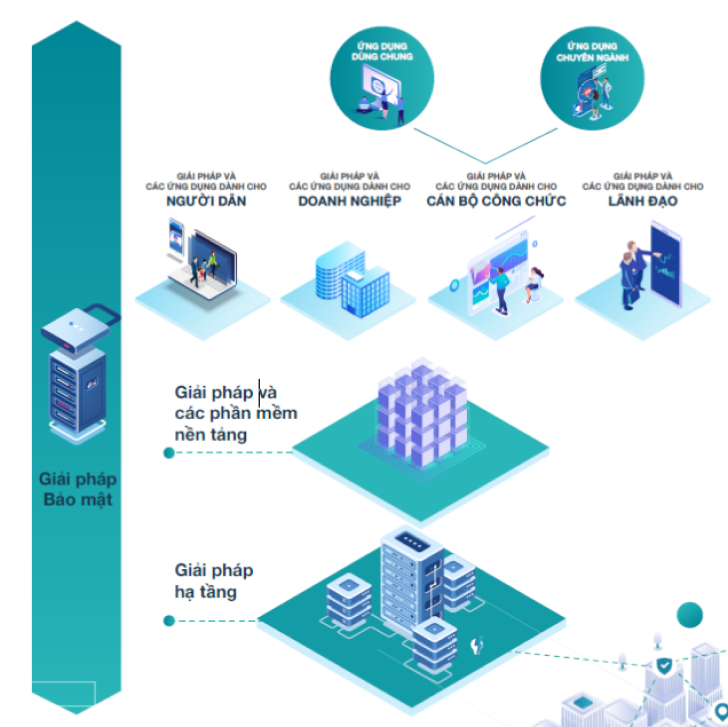 ỨNG DỤNG
DÙNG CHUNG
ỨNG DỤNG
CHUYÊN NGÀNH
GIẢI PHÁP VÀ
CÁC ỨNG DỤNG DÀNH CHO
NGƯỜI DÂN
GIẢI PHÁP VÀ
CÁC ỨNG DỤNG DÀNH CHO
DOANH NGHIỆP
GIẢI PHÁP VÀ
CÁC ỨNG DỤNG DÀNH CHO
CÁN BỘ CÔNG CHỨC
GIẢI PHÁP VÀ
CÁC ỨNG DỤNG DÀNH CHO
LÃNH ĐẠO
Giải pháp và
các phần mềm
nền tảng
Giải pháp
Bảo mật
Giải pháp
hạ tầng